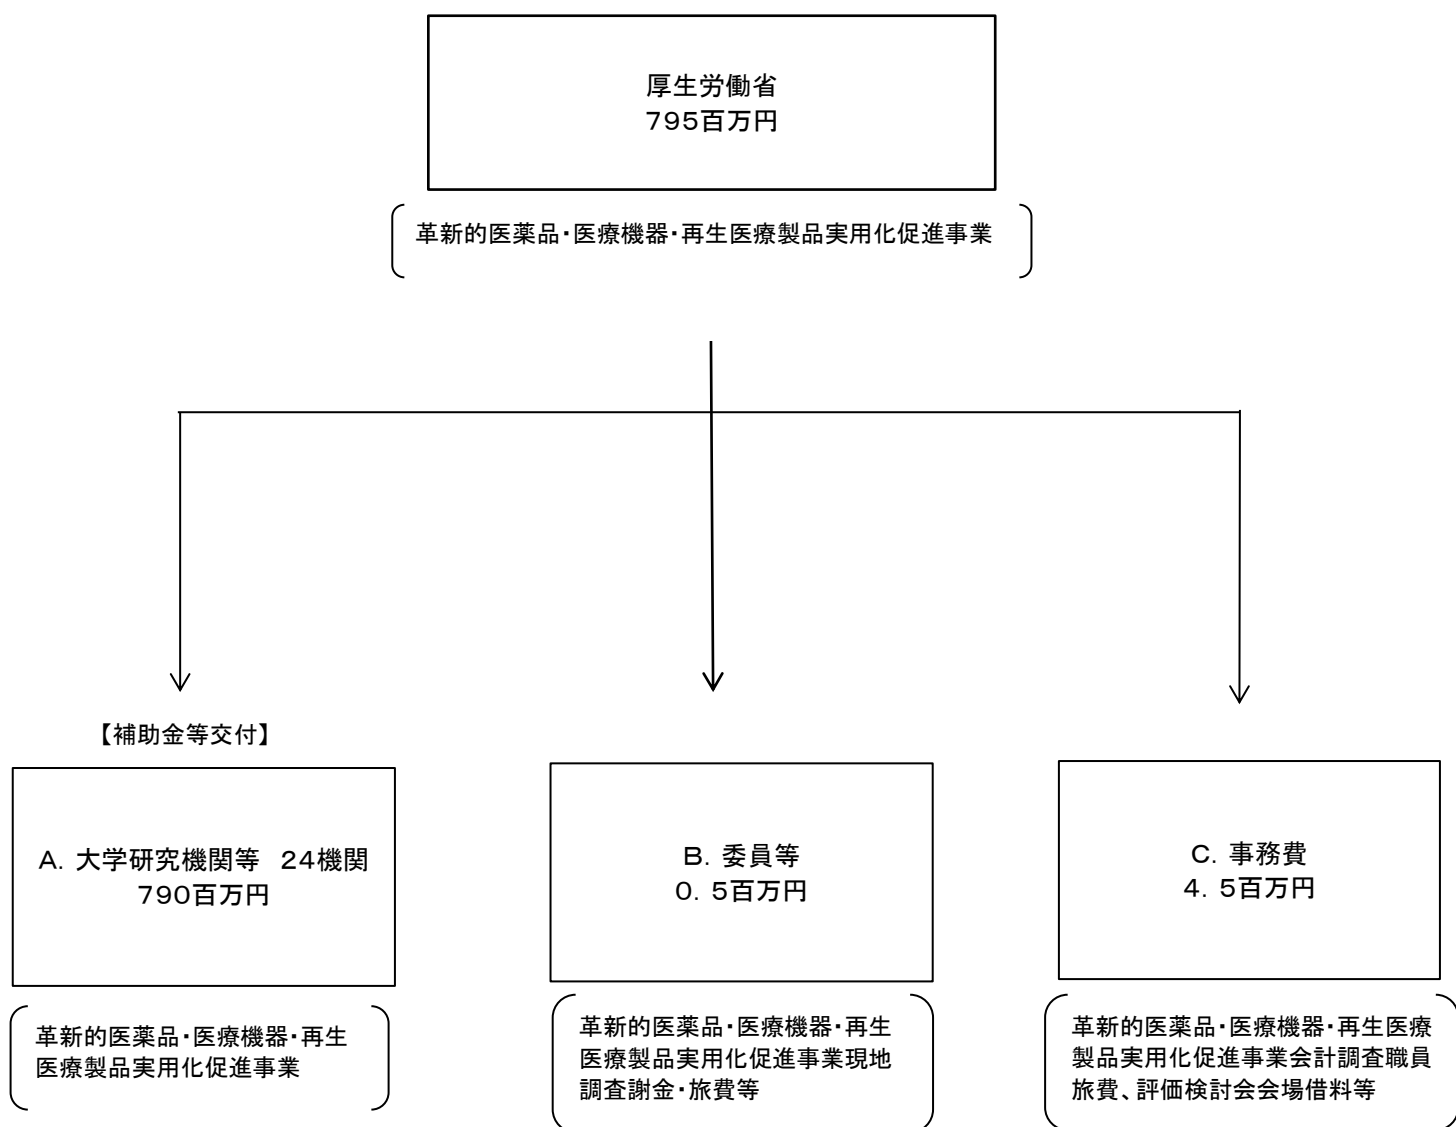 厚生労働省
795百万円
革新的医薬品・医療機器・再生医療製品実用化促進事業
【補助金等交付】
A. 大学研究機関等　24機関
790百万円
革新的医薬品・医療機器・再生
医療製品実用化促進事業
B. 委員等
0. 5百万円
革新的医薬品・医療機器・再生
医療製品実用化促進事業現地
調査謝金・旅費等
C. 事務費
4. 5百万円
革新的医薬品・医療機器・再生医療
製品実用化促進事業会計調査職員
旅費、評価検討会会場借料等